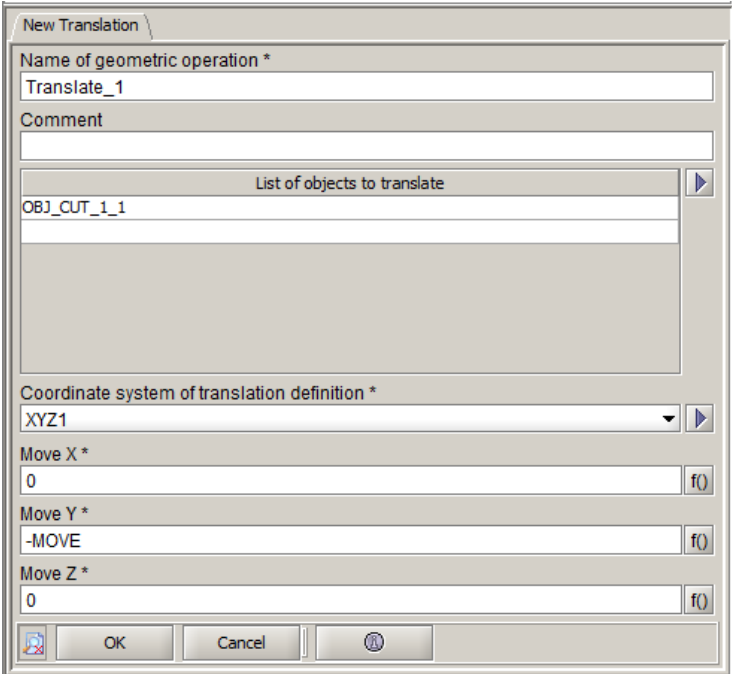 New Translation
Name of geometric operation *
Translate_1
Comment
List of objects to translate
OBJ_CUT_1_1
Coordinate system of translation definition *
XYZ1
Move X *
0
f()
Move Y *
-MOVE
f()
Move Z *
0
f()
OK
Cancel